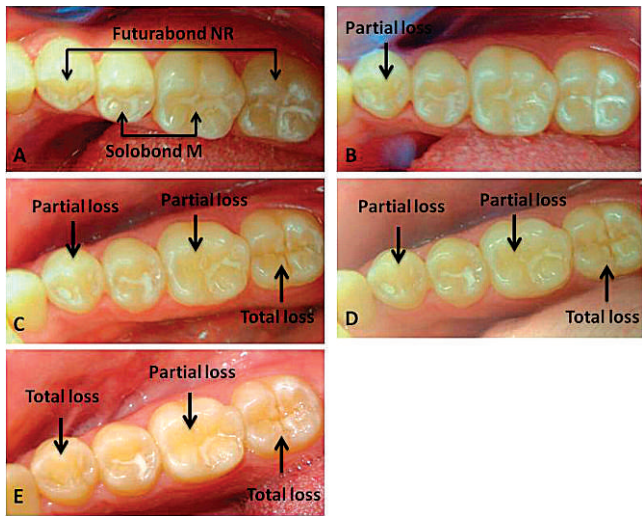 Futurabond NR
Solobond M
A
Partial loss
B
Partial loss
Partial loss
Total loss
C
Partial loss
Partial loss
Total loss
D
Partial loss
Total loss
Total loss
E